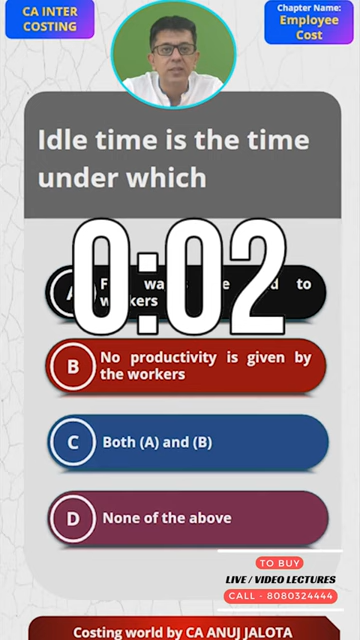 CA INTER
COSTING
Chapter Name:
Employee
Cost
Idle time is the time
under which
0:02
to
B
No productivity is given by
the workers
C
Both (A) and (B)
D
None of the above
TO BUY
LIVE / VIDEO LECTURES
CALL - 8080324444
Costing world by CA ANUJ JALOTA